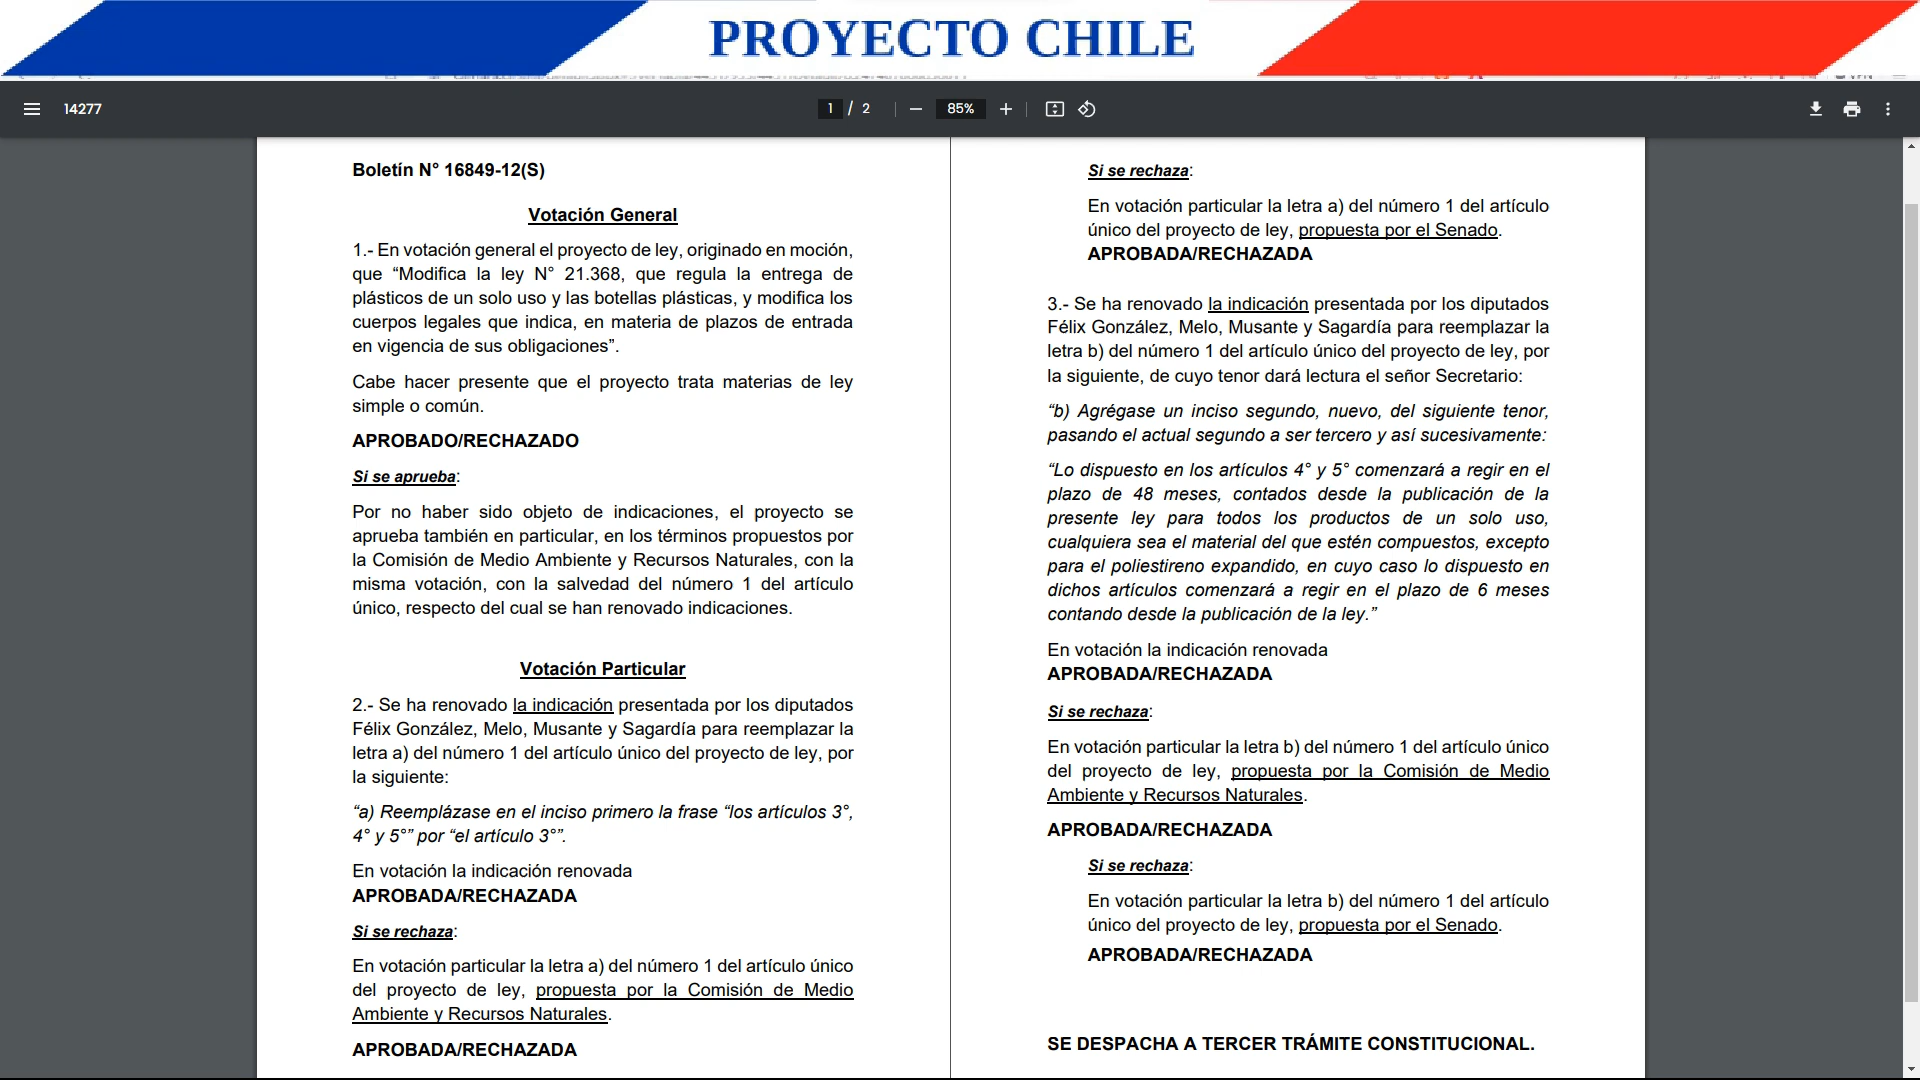 PROYECTO CHILE
14277
1 / 2
85%
Boletín N° 16849-12(S)
Votación General
1.- En votación general el proyecto de ley, originado en moción,
que “Modifica la ley N° 21.368, que regula la entrega de
plásticos de un solo uso y las botellas plásticas, y modifica los
cuerpos legales que indica, en materia de plazos de entrada
en vigencia de sus obligaciones”.
Cabe hacer presente que el proyecto trata materias de ley
simple o común.
APROBADO/RECHAZADO
Si se aprueba:
Por no haber sido objeto de indicaciones, el proyecto se
aprueba también en particular, en los términos propuestos por
la Comisión de Medio Ambiente y Recursos Naturales, con la
misma votación, con la salvedad del número 1 del artículo
único, respecto del cual se han renovado indicaciones.
Votación Particular
2.- Se ha renovado la indicación presentada por los diputados
Félix González, Melo, Musante y Sagardía para reemplazar la
letra a) del número 1 del artículo único del proyecto de ley, por
la siguiente:
“a) Reemplázase en el inciso primero la frase “los artículos 3°,
4° y 5°” por “el artículo 3°”.
En votación la indicación renovada
APROBADA/RECHAZADA
Si se rechaza:
En votación particular la letra a) del número 1 del artículo único
del proyecto de ley, propuesta por la Comisión de Medio
Ambiente y Recursos Naturales.
APROBADA/RECHAZADA
Si se rechaza:
En votación particular la letra a) del número 1 del artículo
único del proyecto de ley, propuesta por el Senado.
APROBADA/RECHAZADA
3.- Se ha renovado la indicación presentada por los diputados
Félix González, Melo, Musante y Sagardía para reemplazar la
letra b) del número 1 del artículo único del proyecto de ley, por
la siguiente, de cuyo tenor dará lectura el señor Secretario:
“b) Agrégase un inciso segundo, nuevo, del siguiente tenor,
pasando el actual segundo a ser tercero y así sucesivamente:
“Lo dispuesto en los artículos 4° y 5° comenzará a regir en el
plazo de 48 meses, contados desde la publicación de la
presente ley para todos los productos de un solo uso,
cualquiera sea el material del que estén compuestos, excepto
para el poliestireno expandido, en cuyo caso lo dispuesto en
dichos artículos comenzará a regir en el plazo de 6 meses
contando desde la publicación de la ley.”
En votación la indicación renovada
APROBADA/RECHAZADA
Si se rechaza:
En votación particular la letra b) del número 1 del artículo único
del proyecto de ley, propuesta por la Comisión de Medio
Ambiente y Recursos Naturales.
APROBADA/RECHAZADA
Si se rechaza:
En votación particular la letra b) del número 1 del artículo
único del proyecto de ley, propuesta por el Senado.
APROBADA/RECHAZADA
SE DESPACHA A TERCER TRÁMITE CONSTITUCIONAL.